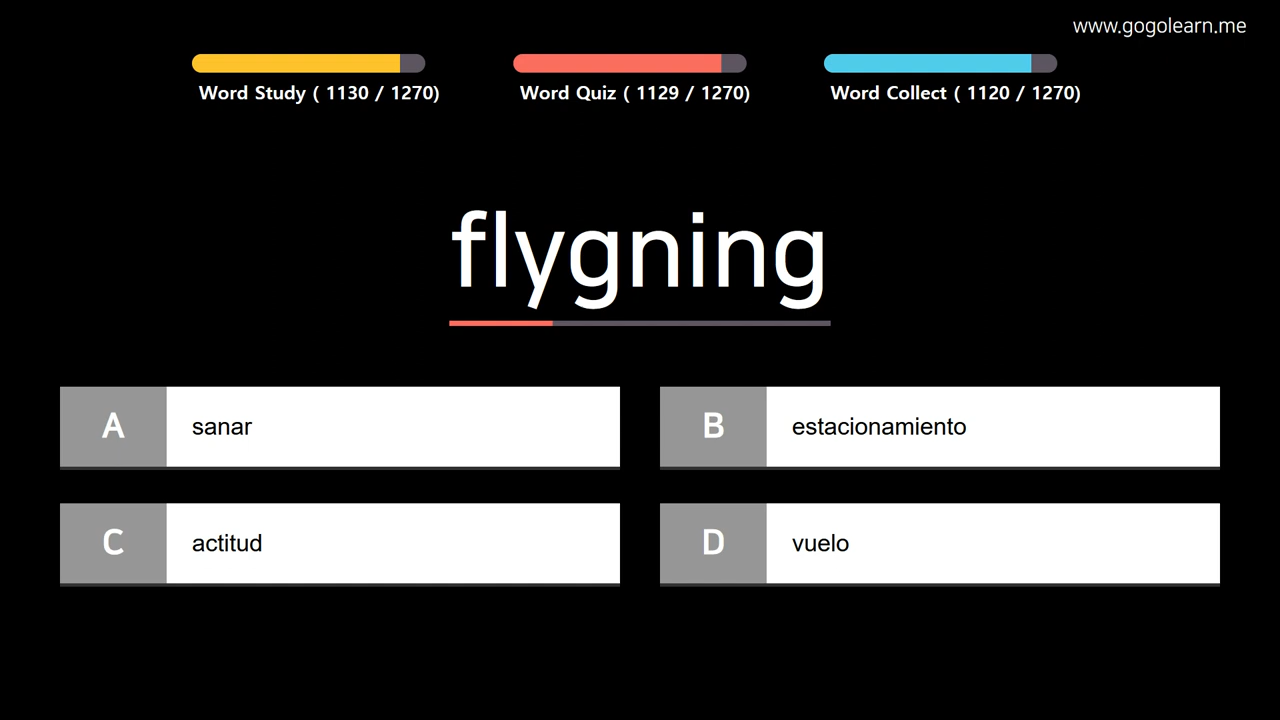 www.gogolearn.me
Word Study ( 1130 / 1270)
Word Quiz ( 1129 / 1270)
Word Collect ( 1120 / 1270)
flygning
A sanar
B estacionamiento
C actitud
D vuelo